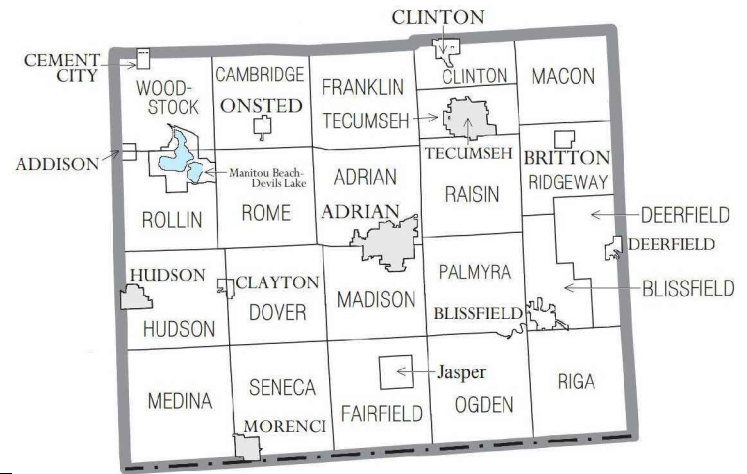 CLINTON
CEMENT
CITY
WOOD-
STOCK
CAMBRIDGE
ONSTED
FRANKLIN
TECUMSEH
CLINTON
MACON
TECUMSEH
ADDISON
Manitou Beach-
Devils Lake
BRITTON
RIDGEWAY
ROLLIN
ROME
ADRIAN
ADRIAN
RAISIN
DEERFIELD
DEERFIELD
HUDSON
HUDSON
CLAYTON
DOVER
MADISON
PALMYRA
BLISSFIELD
BLISSFIELD
MEDINA
SENECA
MORENCI
Jasper
FAIRFIELD
OGDEN
RIGA